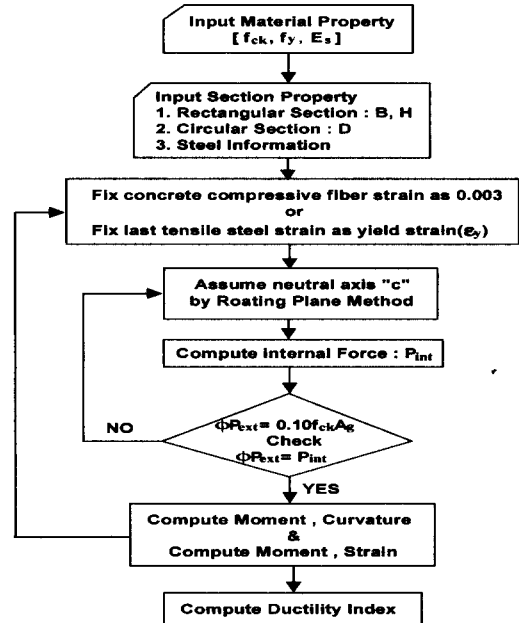 Input Material Property
[ fck, fy, Es ]
Input Section Property
1. Rectangular Section : B, H
2. Circular Section : D
3. Steel Information
Fix concrete compressive fiber strain as 0.003
or
Fix last tensile steel strain as yield strain(εy)
Assume neutral axis "c"
by Roating Plane Method
Compute Internal Force : Pint
NO
ϕPext= 0.10fckAg
Check
ϕPext= Pint
YES
Compute Moment , Curvature
&
Compute Moment , Strain
Compute Ductility Index